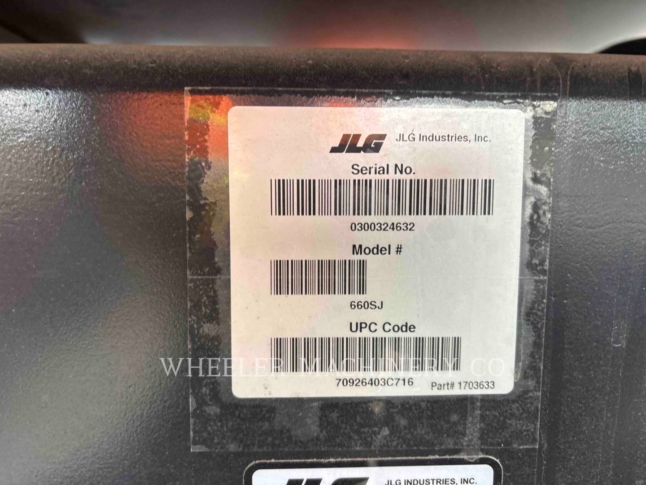 JLG JLG Industries, Inc.
Serial No.
0300324632
Model #
660SJ
UPC Code
70926403C716
Part# 1703633
WHEELER MACHINERY CO.
JLG JLG INDUSTRIES, INC.